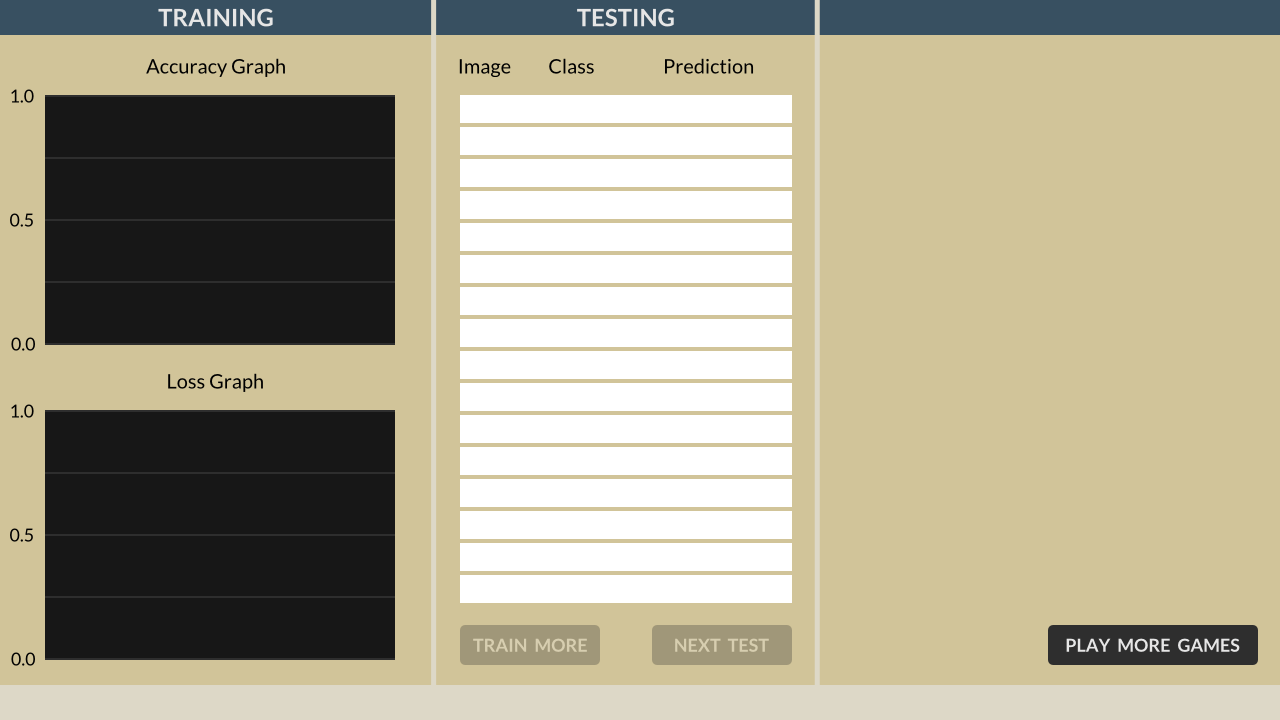 TRAINING
Accuracy Graph
1.0
0.5
0.0
Loss Graph
1.0
0.5
0.0
TESTING
Image Class Prediction
TRAIN MORE NEXT TEST
PLAY MORE GAMES